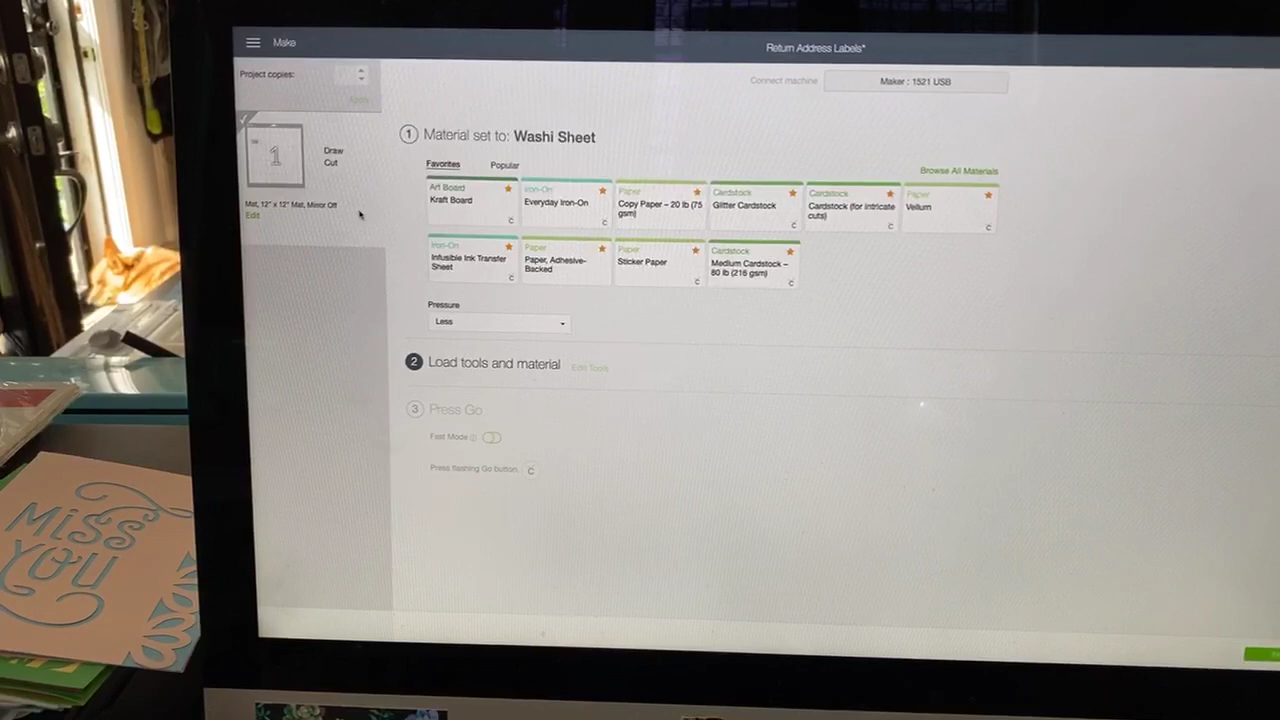 Make
Return Address Labels*
Project copies:
Connect machine
Maker : 1521 USB
Apply
1 Material set to: Washi Sheet
1
Draw
Cut
Favorites
Popular
Browse All Materials
Mat, 12" x 12" Mat, Mirror Off
Edit
Art Board
Kraft Board
Iron-On
Everyday Iron-On
Paper
Copy Paper – 20 lb (75 gsm)
Cardstock
Glitter Cardstock
Cardstock
Cardstock (for intricate cuts)
Paper
Vellum
Iron-On
Infusible Ink Transfer Sheet
Paper
Paper, Adhesive-Backed
Paper
Sticker Paper
Cardstock
Medium Cardstock – 80 lb (216 gsm)
Pressure
Less
2 Load tools and material
Edit Tools
3 Press Go
Fast Mode
Press flashing Go button.
MISS
YOU